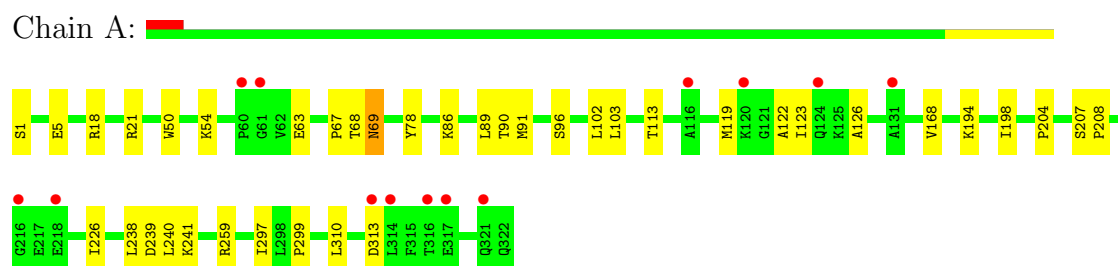 Chain A:
S1 E5 R18 R21 W50 K54 P60 G61 V62 E63 P67 T68 N69 Y78 K86 L89 T90 M91 S96 L102 L103 T113 A116 M119 K120 G121 A122 T123 Q124 K125 A126 A131 V168 K194 I198 P204 S207 P208
G216 E217 E218 I226 L238 D239 L240 K241 R259 I297 L298 P299 L310 D313 L314 F315 T316 E317 Q321 Q322